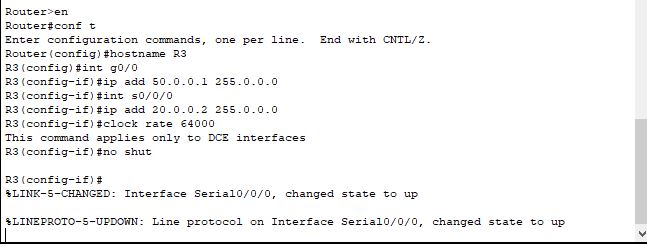 Router>en
Router#conf t
Enter configuration commands, one per line.  End with CNTL/Z.
Router(config)#hostname R3
R3(config)#int g0/0
R3(config-if)#ip add 50.0.0.1 255.0.0.0
R3(config-if)#int s0/0/0
R3(config-if)#ip add 20.0.0.2 255.0.0.0
R3(config-if)#clock rate 64000
This command applies only to DCE interfaces
R3(config-if)#no shut
R3(config-if)#
%LINK-5-CHANGED: Interface Serial0/0/0, changed state to up
%LINEPROTO-5-UPDOWN: Line protocol on Interface Serial0/0/0, changed state to up